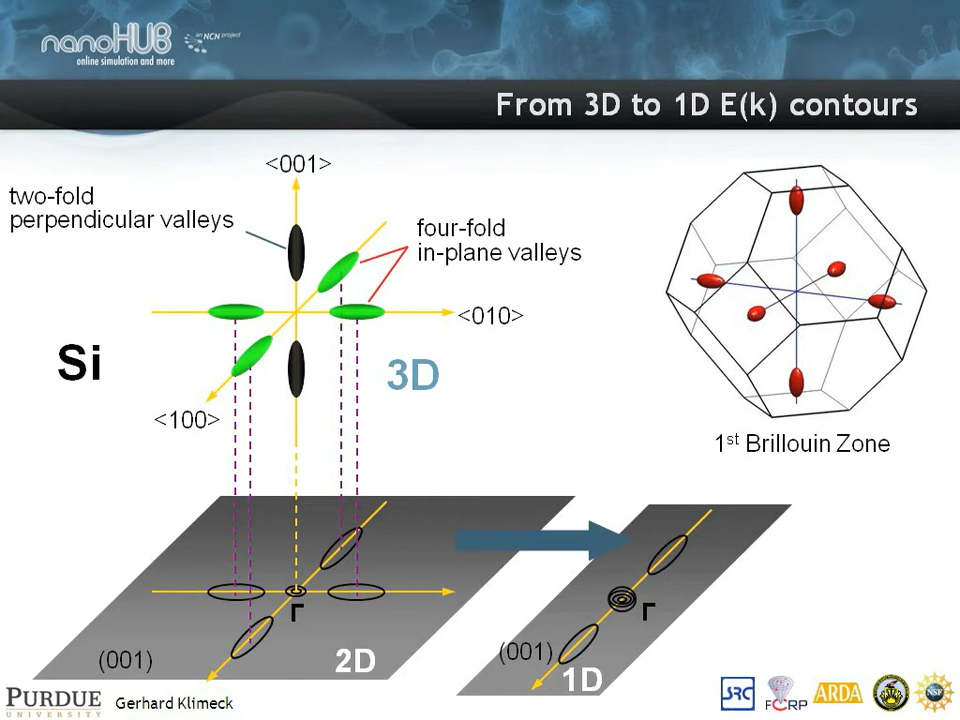 nanoHUB
an NCN project
online simulation and more
From 3D to 1D E(k) contours
<001>
two-fold
perpendicular valleys
four-fold
in-plane valleys
<010>
Si
3D
<100>
1st Brillouin Zone
Γ
Γ
(001)
2D
(001)
1D
PURDUE
UNIVERSITY
Gerhard Klimeck
SRC
FCRP
ARDA
NSF